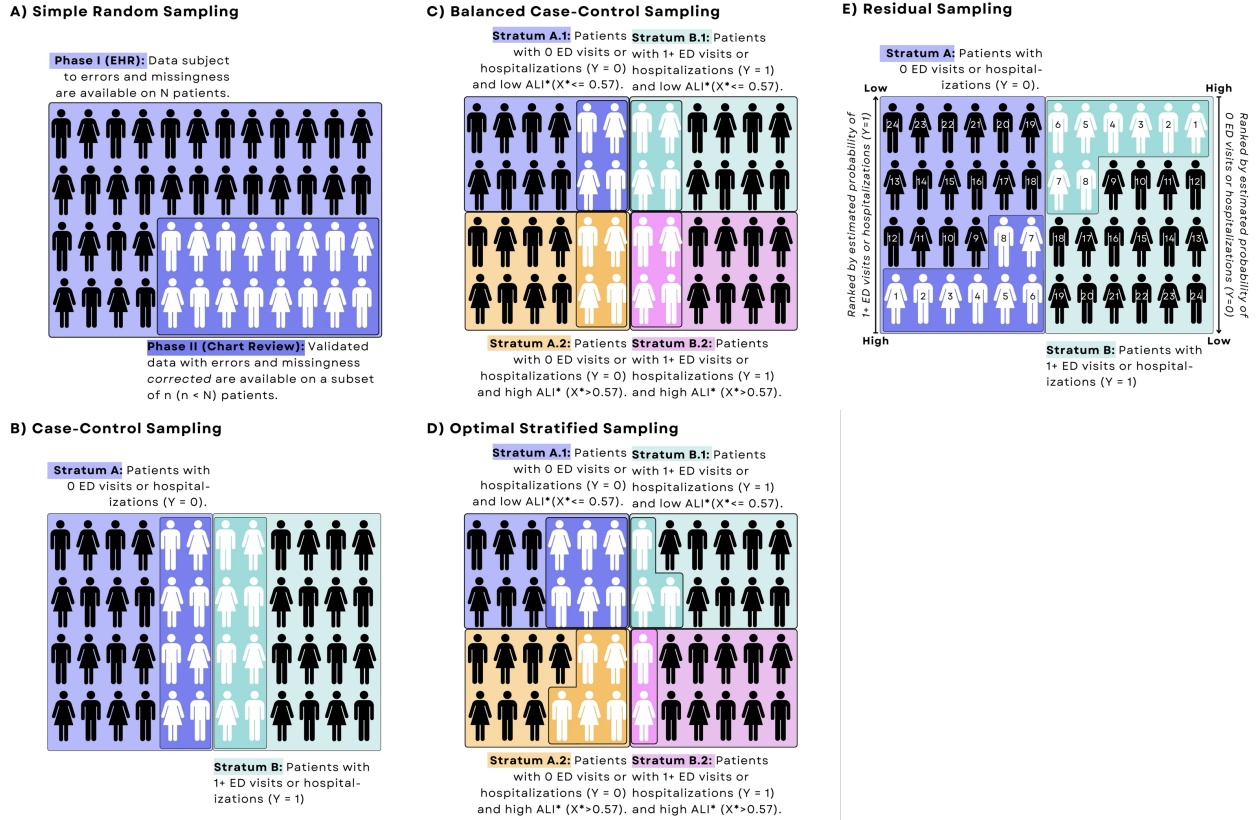 A) Simple Random Sampling
Phase I (EHR): Data subject
to errors and missingness
are available on N patients.
Phase II (Chart Review): Validated
data with errors and missingness
corrected are available on a subset
of n (n < N) patients.
B) Case-Control Sampling
Stratum A: Patients with
0 ED visits or hospital-
izations (Y = 0).
Stratum B: Patients with
1+ ED visits or hospital-
izations (Y = 1)
C) Balanced Case-Control Sampling
Stratum A.1: Patients
with 0 ED visits or
hospitalizations (Y = 0)
and low ALI*(X*<= 0.57).
Stratum B.1: Patients
with 1+ ED visits or
hospitalizations (Y = 1)
and low ALI*(X*<= 0.57).
Stratum A.2: Patients
with 0 ED visits or
hospitalizations (Y = 0)
and high ALI* (X*>0.57).
Stratum B.2: Patients
with 1+ ED visits or
hospitalizations (Y = 1)
and high ALI* (X*>0.57).
D) Optimal Stratified Sampling
Stratum A.1: Patients
with 0 ED visits or
hospitalizations (Y = 0)
and low ALI*(X*<= 0.57).
Stratum B.1: Patients
with 1+ ED visits or
hospitalizations (Y = 1)
and low ALI*(X*<= 0.57).
Stratum A.2: Patients
with 0 ED visits or
hospitalizations (Y = 0)
and high ALI* (X*>0.57).
Stratum B.2: Patients
with 1+ ED visits or
hospitalizations (Y = 1)
and high ALI* (X*>0.57).
E) Residual Sampling
Stratum A: Patients with
0 ED visits or hospital-
izations (Y = 0).
Low
High
Ranked by estimated probability of
1+ ED visits or hospitalizations (Y=1)
24 23 22 21 20 19 6 5 4 3 2 1
13 14 15 16 17 18 7 8 9 10 11 12
12 11 10 9 8 7 18 17 16 15 14 13
1 2 3 4 5 6 19 20 21 22 23 24
Ranked by estimated probability of
0 ED visits or hospitalizations (Y=0)
High
Low
Stratum B: Patients with
1+ ED visits or hospital-
izations (Y = 1)